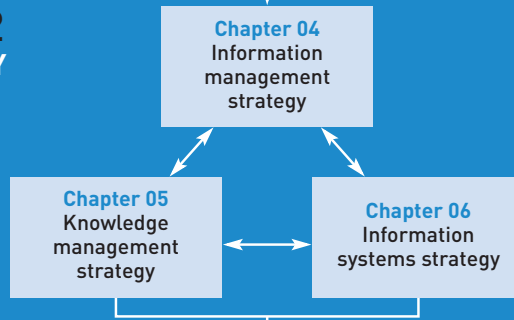 Chapter 04
Information
management
strategy
Chapter 05
Knowledge
management
strategy
Chapter 06
Information
systems strategy